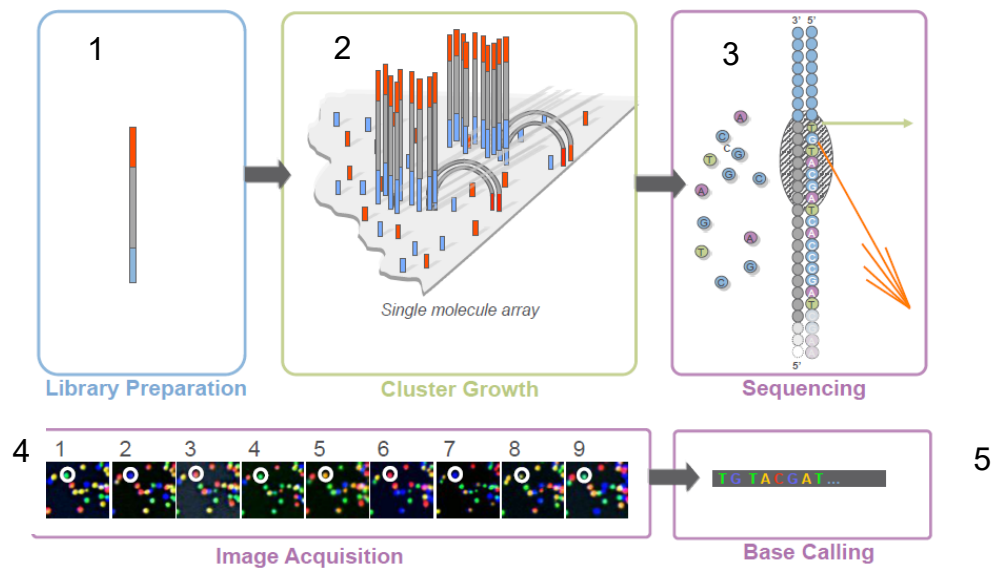 1
2
3
3' 5'
A
C
C
G
T
G
C
A
G
A
T
G
C
T
G
T
A
C
G
A
T
C
A
C
C
G
A
T
5'
Single molecule array
Library Preparation
Cluster Growth
Sequencing
4
1 2 3 4 5 6 7 8 9
TGTACGAT...
5
Image Acquisition
Base Calling